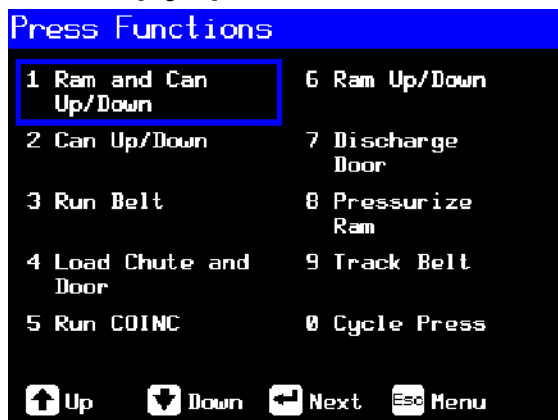 Press Functions
1 Ram and Can
Up/Down
2 Can Up/Down
3 Run Belt
4 Load Chute and
Door
5 Run COINC
6 Ram Up/Down
7 Discharge
Door
8 Pressurize
Ram
9 Track Belt
0 Cycle Press
Up Down Next Esc Menu